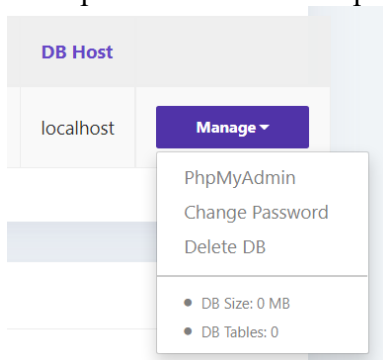 DB Host
localhost
Manage
PhpMyAdmin
Change Password
Delete DB
DB Size: 0 MB
DB Tables: 0